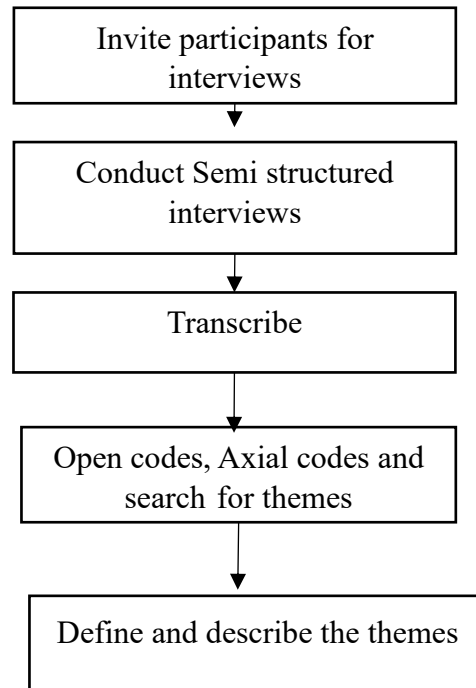 Invite participants for
interviews
Conduct Semi structured
interviews
Transcribe
Open codes, Axial codes and
search for themes
Define and describe the themes